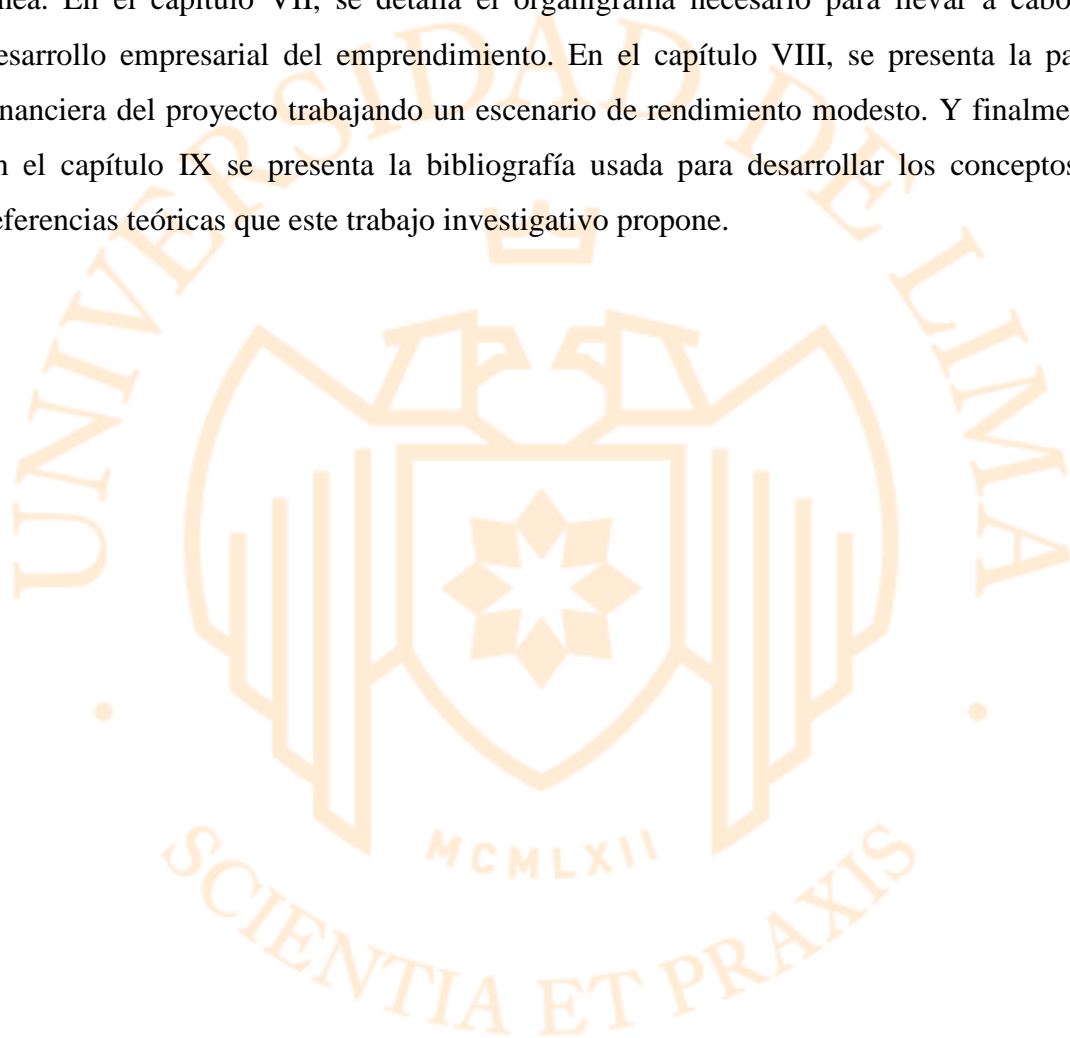 nea. En el capítulo VII, se detalla el organigrama necesario para llevar a cabo
esarrollo empresarial del emprendimiento. En el capítulo VIII, se presenta la pa
nanciera del proyecto trabajando un escenario de rendimiento modesto. Y finalme
n el capítulo IX se presenta la bibliografía usada para desarrollar los conceptos
eferencias teóricas que este trabajo investigativo propone.
UNIVERSIDAD DE LIMA
MCMLXII
SCIENTIA ET PRAXIS